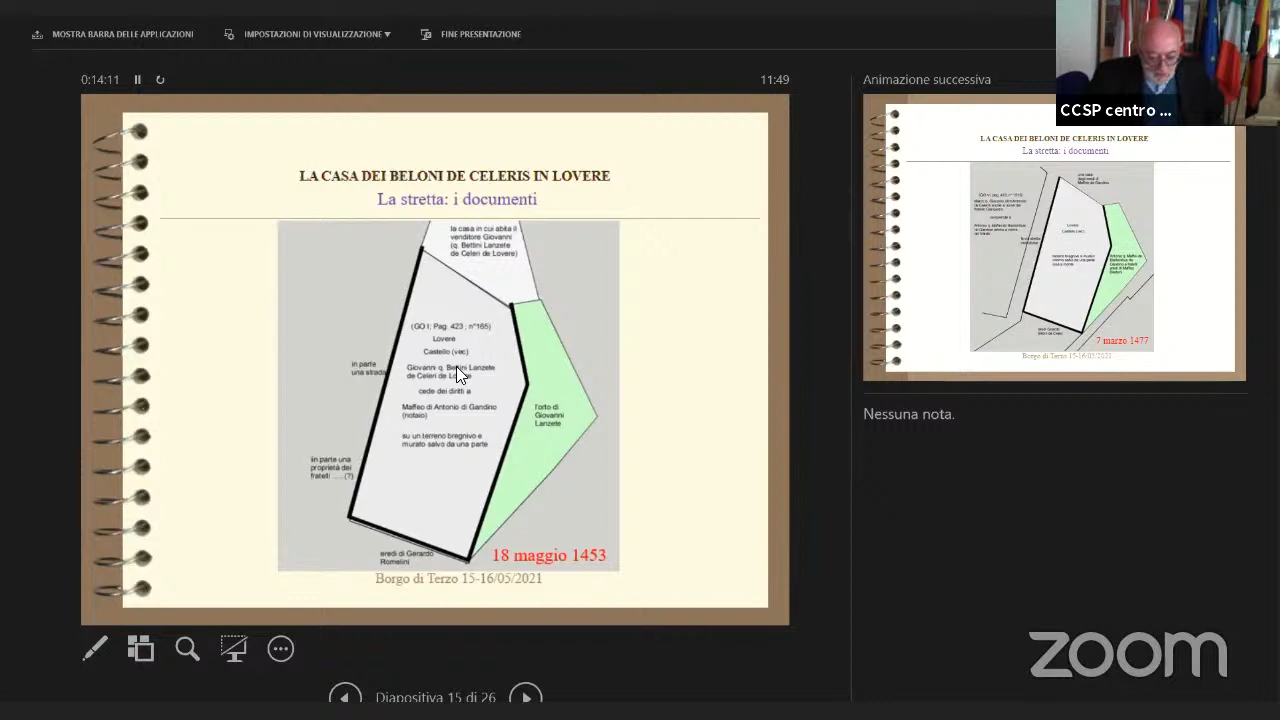 MOSTRA BARRA DELLE APPLICAZIONI
IMPOSTAZIONI DI VISUALIZZAZIONE ▼
FINE PRESENTAZIONE
0:14:11
11:49
Animazione successiva
CCSP centro ...
LA CASA DEI BELONI DE CELERIS IN LOVERE
La stretta: i documenti
la casa in cui abita il
venditore Giovanni
(q. Bettini Lanzete
de Celeri de Lovere)
(GO I; Pag. 423 ; n°165)
Lovere
Castello (vec)
Giovanni q. Bettini Lanzete
de Celeri de
cede dei diritti a
Maffeo di Antonio di Gandino
(notaio)
su un terreno bregnivo e
murato salvo da una parte
in parte
una strada
l'orto di
Giovanni
Lanzete
iin parte una
proprietà dei
fratelli .....(?)
eredi di Gerardo
Romelini
18 maggio 1453
Borgo di Terzo 15-16/05/2021
LA CASA DEI BELONI DE CELERIS IN LOVERE
La stretta: i documenti
Lovere
7 marzo 1477
Borgo di Terzo 15-16/05/2021
Nessuna nota.
Diapositiva 15 di 26
zoom